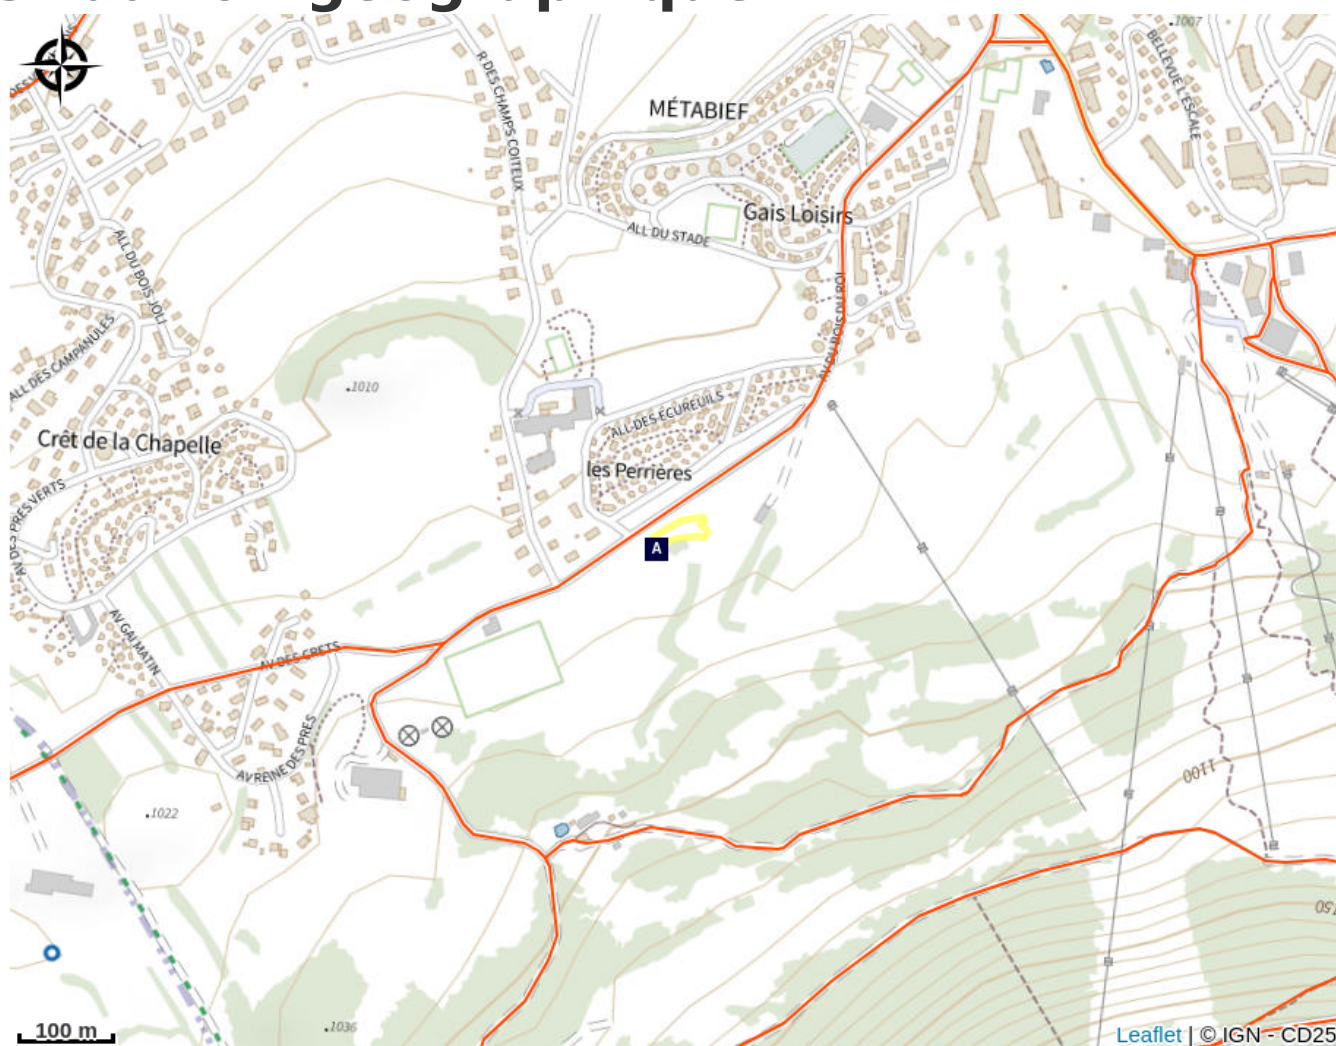 géographique
1007
R DES CHAMPS COITEUX
BELLEVUE L'ESCALE
MÉTABIEF
Gais Loisirs
ALL DU STADE
ALL DU BOIS JOLI
AV DU BOIS DU ROI
ALL DES CAMPANULES
1010
ALL DES ECUREUILS
Crêt de la Chapelle
les Perrières
AV DES PRES VERTS
A
AV GAI MATIN
AV DES CRETS
AV REINE DES PRES
1100
1022
1036
100 m
Leaflet | © IGN - CD25